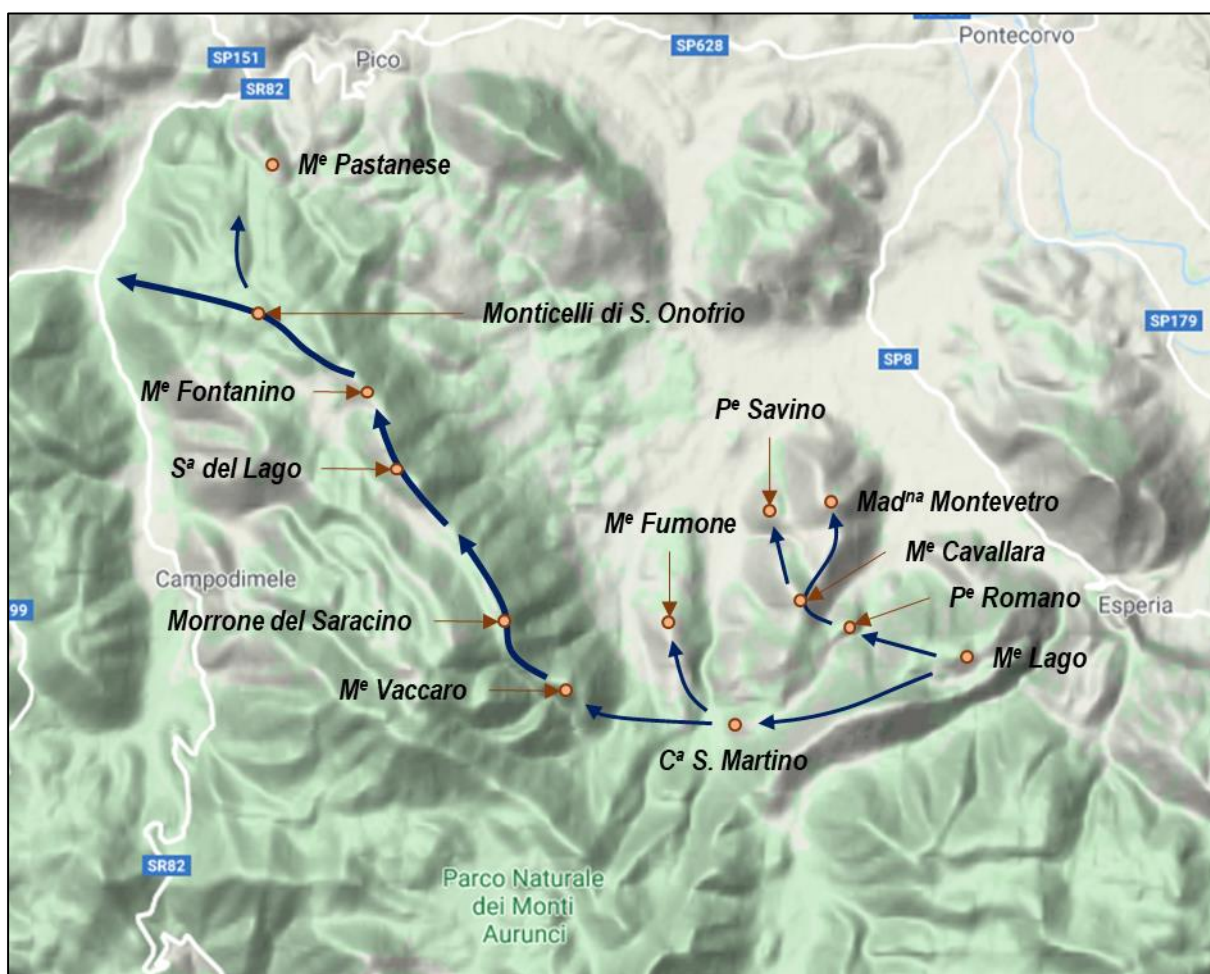 SP151
Pico
SP628
Pontecorvo
SR82
Mᵉ Pastanese
Monticelli di S. Onofrio
SP179
SP8
Mᵉ Fontanino
Pᵉ Savino
Sᵃ del Lago
Madⁿᵃ Montevetro
Mᵉ Fumone
Mᵉ Cavallara
Campodimele
Pᵉ Romano
Esperia
99
Morrone del Saracino
Mᵉ Lago
Mᵉ Vaccaro
Cᵃ S. Martino
SR82
Parco Naturale
dei Monti
Aurunci